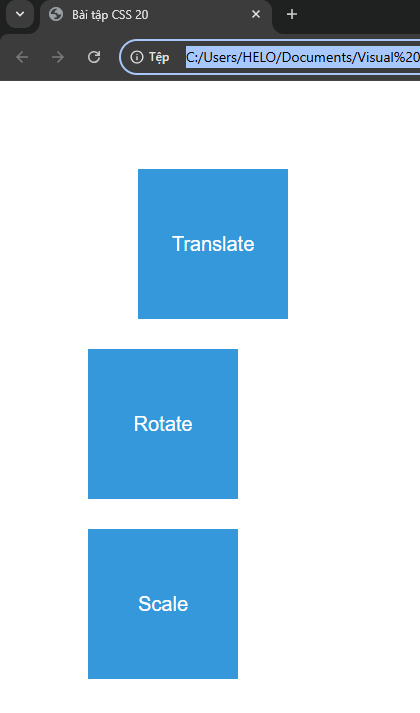 Bài tập CSS 20
Tệp
C:/Users/HELO/Documents/Visual%20
Translate
Rotate
Scale